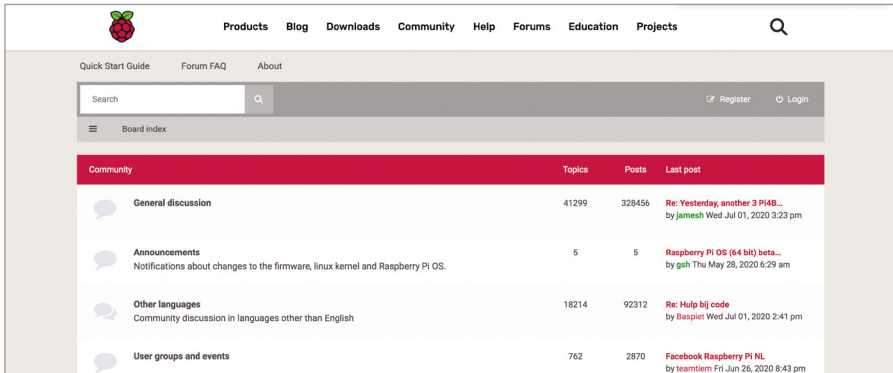 Products Blog Downloads Community Help Forums Education Projects
Quick Start Guide Forum FAQ About
Search Register Login
Board index
Community Topics Posts Last post
General discussion 41299 328456 Re: Yesterday, another 3 Pi4B...
by jamesh Wed Jul 01, 2020 3:23 pm
Announcements 5 5 Raspberry Pi OS (64 bit) beta...
Notifications about changes to the firmware, linux kernel and Raspberry Pi OS. by gsh Thu May 28, 2020 6:29 am
Other languages 18214 92312 Re: Hulp bij code
Community discussion in languages other than English by Baspiet Wed Jul 01, 2020 2:41 pm
User groups and events 762 2870 Facebook Raspberry Pi NL
by teamtiem Fri Jun 26, 2020 8:43 pm